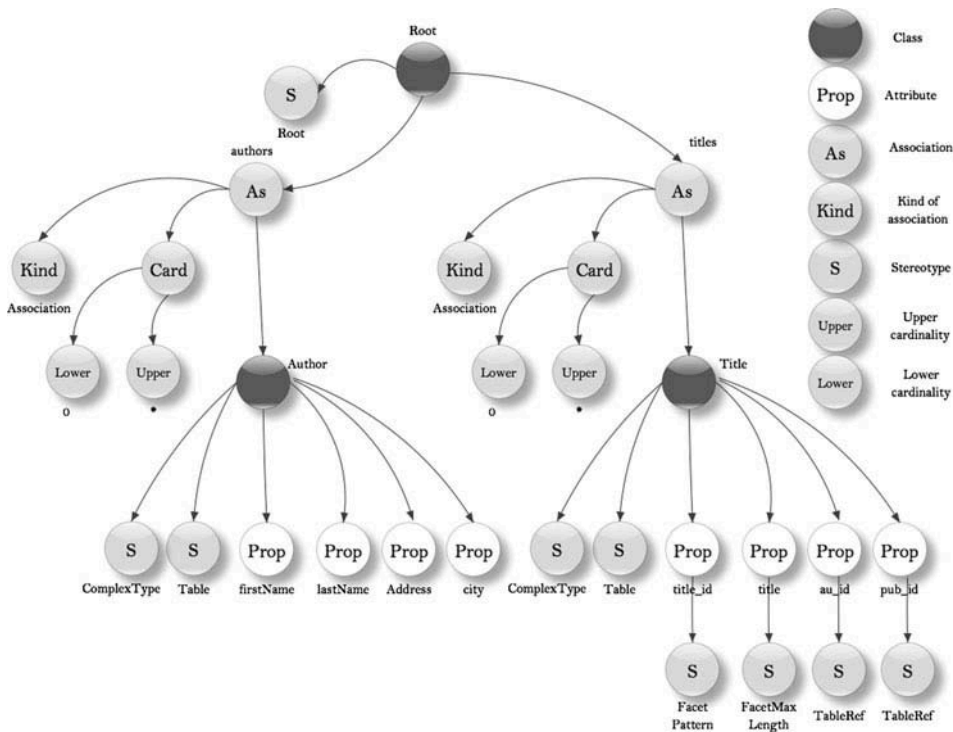 Root
Class
S
Root
Prop
Attribute
authors
titles
As
As
As
Association
Kind
Card
Kind
Card
Kind
Kind of
association
Association
Association
S
Stereotype
Lower
Upper
Lower
Upper
Upper
Upper
cardinality
Author
Title
Lower
Lower
cardinality
0
•
0
•
S
S
Prop
Prop
Prop
Prop
S
S
Prop
Prop
Prop
Prop
ComplexType
Table
firstName
lastName
Address
city
ComplexType
Table
title_id
title
au_id
pub_id
S
S
S
S
Facet
Pattern
FacetMax
Length
TableRef
TableRef